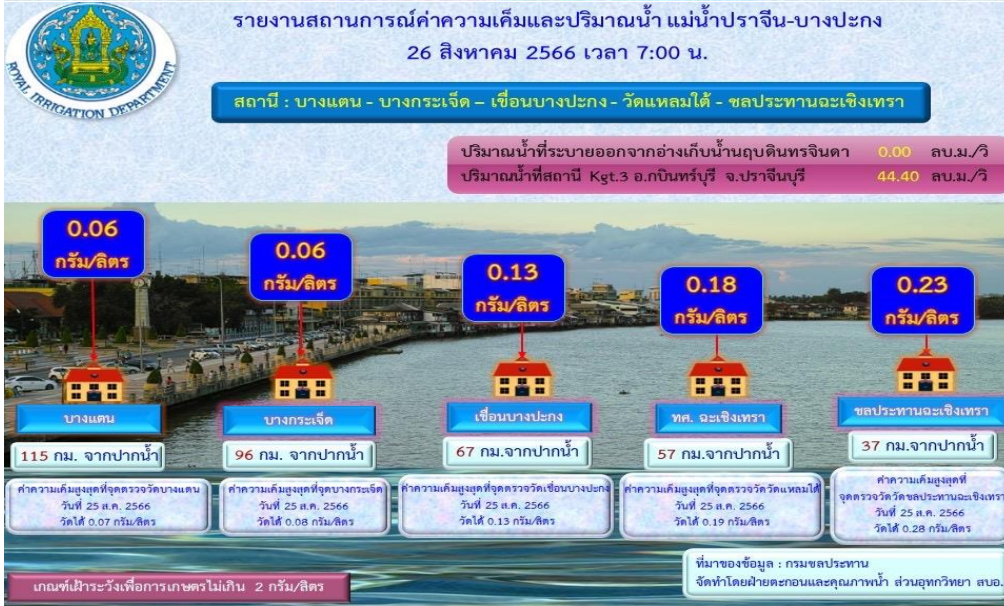 รายงานสถานการณ์ค่าความเค็มและปริมาณน้ำ แม่น้ำปราจีน-บางปะกง
26 สิงหาคม 2566 เวลา 7:00 น.
ROYAL IRRIGATION DEPARTMENT
สถานี : บางแตน - บางกระเจ็ด – เขื่อนบางปะกง - วัดแหลมใต้ - ชลประทานฉะเชิงเทรา
ปริมาณน้ำที่ระบายออกจากอ่างเก็บน้ำนฤบดินทรจินดา 0.00 ลบ.ม./วิ
ปริมาณน้ำที่สถานี Kgt.3 อ.กบินทร์บุรี จ.ปราจีนบุรี 44.40 ลบ.ม./วิ
0.06
กรัม/ลิตร
บางแตน
115 กม. จากปากน้ำ
ค่าความเค็มสูงสุดที่จุดตรวจวัดบางแตน
วันที่ 25 ส.ค. 2566
วัดได้ 0.07 กรัม/ลิตร
0.06
กรัม/ลิตร
บางกระเจ็ด
96 กม. จากปากน้ำ
ค่าความเค็มสูงสุดที่จุดบางกระเจ็ด
วันที่ 25 ส.ค. 2566
วัดได้ 0.08 กรัม/ลิตร
0.13
กรัม/ลิตร
เขื่อนบางปะกง
67 กม.จากปากน้ำ
ค่าความเค็มสูงสุดที่จุดตรวจวัดเขื่อนบางปะกง
วันที่ 25 ส.ค. 2566
วัดได้ 0.13 กรัม/ลิตร
0.18
กรัม/ลิตร
ทศ. ฉะเชิงเทรา
57 กม.จากปากน้ำ
ค่าความเค็มสูงสุดที่จุดตรวจวัดวัดแหลมใต้
วันที่ 25 ส.ค. 2566
วัดได้ 0.19 กรัม/ลิตร
0.23
กรัม/ลิตร
ชลประทานฉะเชิงเทรา
37 กม.จากปากน้ำ
ค่าความเค็มสูงสุดที่
จุดตรวจวัดวัดชลประทานฉะเชิงเทรา
วันที่ 25 ส.ค. 2566
วัดได้ 0.28 กรัม/ลิตร
เกณฑ์เฝ้าระวังเพื่อการเกษตรไม่เกิน 2 กรัม/ลิตร
ที่มาของข้อมูล : กรมชลประทาน
จัดทำโดยฝ่ายตะกอนและคุณภาพน้ำ ส่วนอุทกวิทยา สบอ.